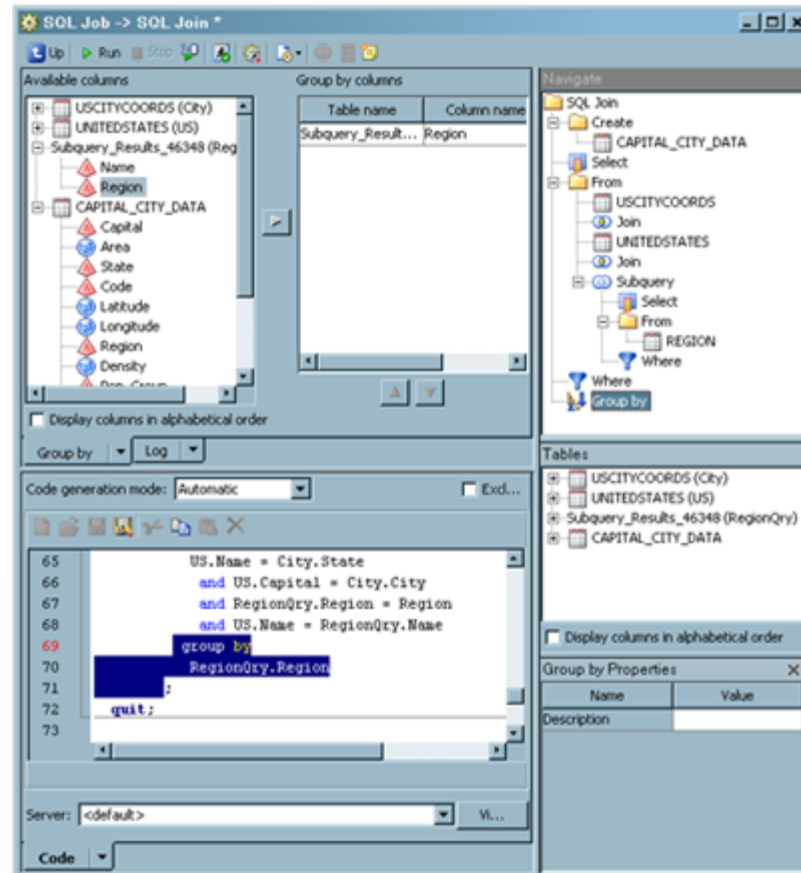 SQL Job -> SQL Join *
Up Run Stop
Available columns
USCITYCOORDS (City)
UNITEDSTATES (US)
Subquery_Results_46348 (Reg
Name
Region
CAPITAL_CITY_DATA
Capital
Area
State
Code
Latitude
Longitude
Region
Density
Display columns in alphabetical order
Group by columns
Table name Column name
Subquery_Result... Region
Group by Log
Navigate
SQL Join
Create
CAPITAL_CITY_DATA
Select
From
USCITYCOORDS
Join
UNITEDSTATES
Join
Subquery
Select
From
REGION
Where
Where
Group by
Tables
USCITYCOORDS (City)
UNITEDSTATES (US)
Subquery_Results_46348 (RegionQry)
CAPITAL_CITY_DATA
Display columns in alphabetical order
Group by Properties
Name Value
Description
Code generation mode: Automatic Excl...
65 US.Name = City.State
66 and US.Capital = City.City
67 and RegionQry.Region = Region
68 and US.Name = RegionQry.Name
69 group by
70 RegionQry.Region
71 ;
72 quit;
73
Server: <default> Vi...
Code